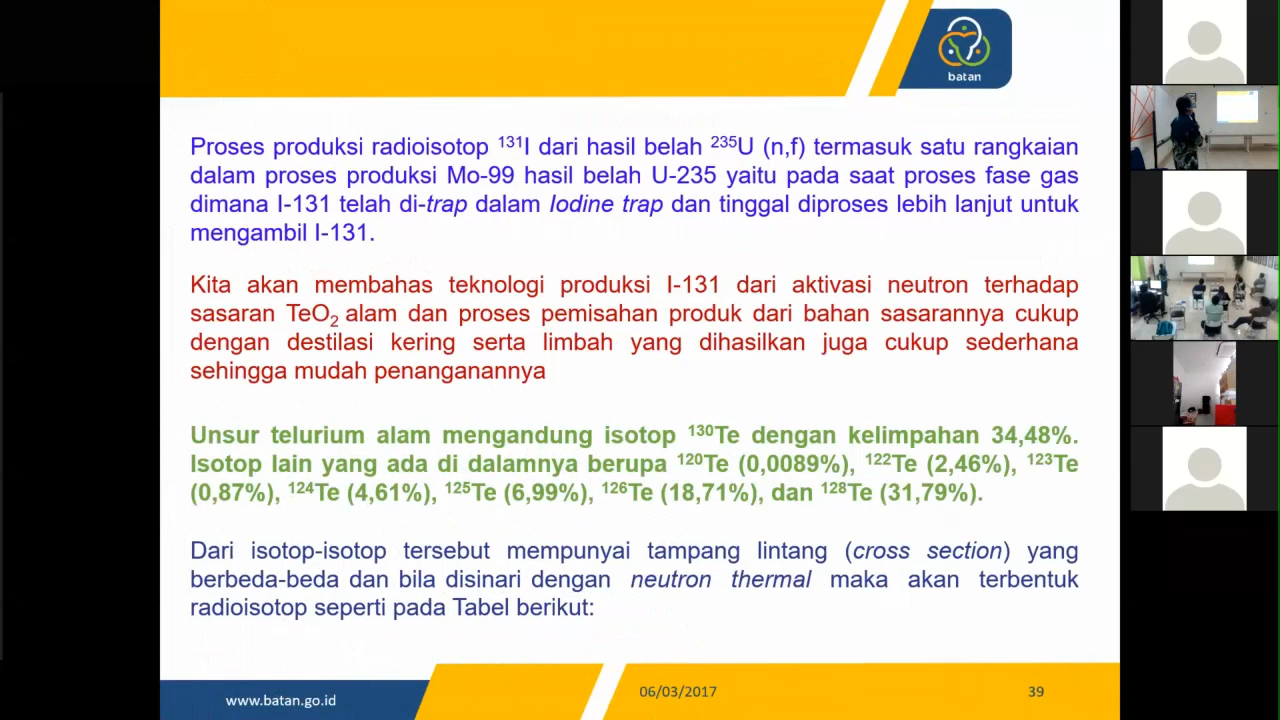 batan
Proses produksi radioisotop ¹³¹I dari hasil belah ²³⁵U (n,f) termasuk satu rangkaian
dalam proses produksi Mo-99 hasil belah U-235 yaitu pada saat proses fase gas
dimana I-131 telah di-trap dalam Iodine trap dan tinggal diproses lebih lanjut untuk
mengambil I-131.
Kita akan membahas teknologi produksi I-131 dari aktivasi neutron terhadap
sasaran TeO₂ alam dan proses pemisahan produk dari bahan sasarannya cukup
dengan destilasi kering serta limbah yang dihasilkan juga cukup sederhana
sehingga mudah penanganannya
Unsur telurium alam mengandung isotop ¹³⁰Te dengan kelimpahan 34,48%.
Isotop lain yang ada di dalamnya berupa ¹²⁰Te (0,0089%), ¹²²Te (2,46%), ¹²³Te
(0,87%), ¹²⁴Te (4,61%), ¹²⁵Te (6,99%), ¹²⁶Te (18,71%), dan ¹²⁸Te (31,79%).
Dari isotop-isotop tersebut mempunyai tampang lintang (cross section) yang
berbeda-beda dan bila disinari dengan neutron thermal maka akan terbentuk
radioisotop seperti pada Tabel berikut:
www.batan.go.id
06/03/2017
39